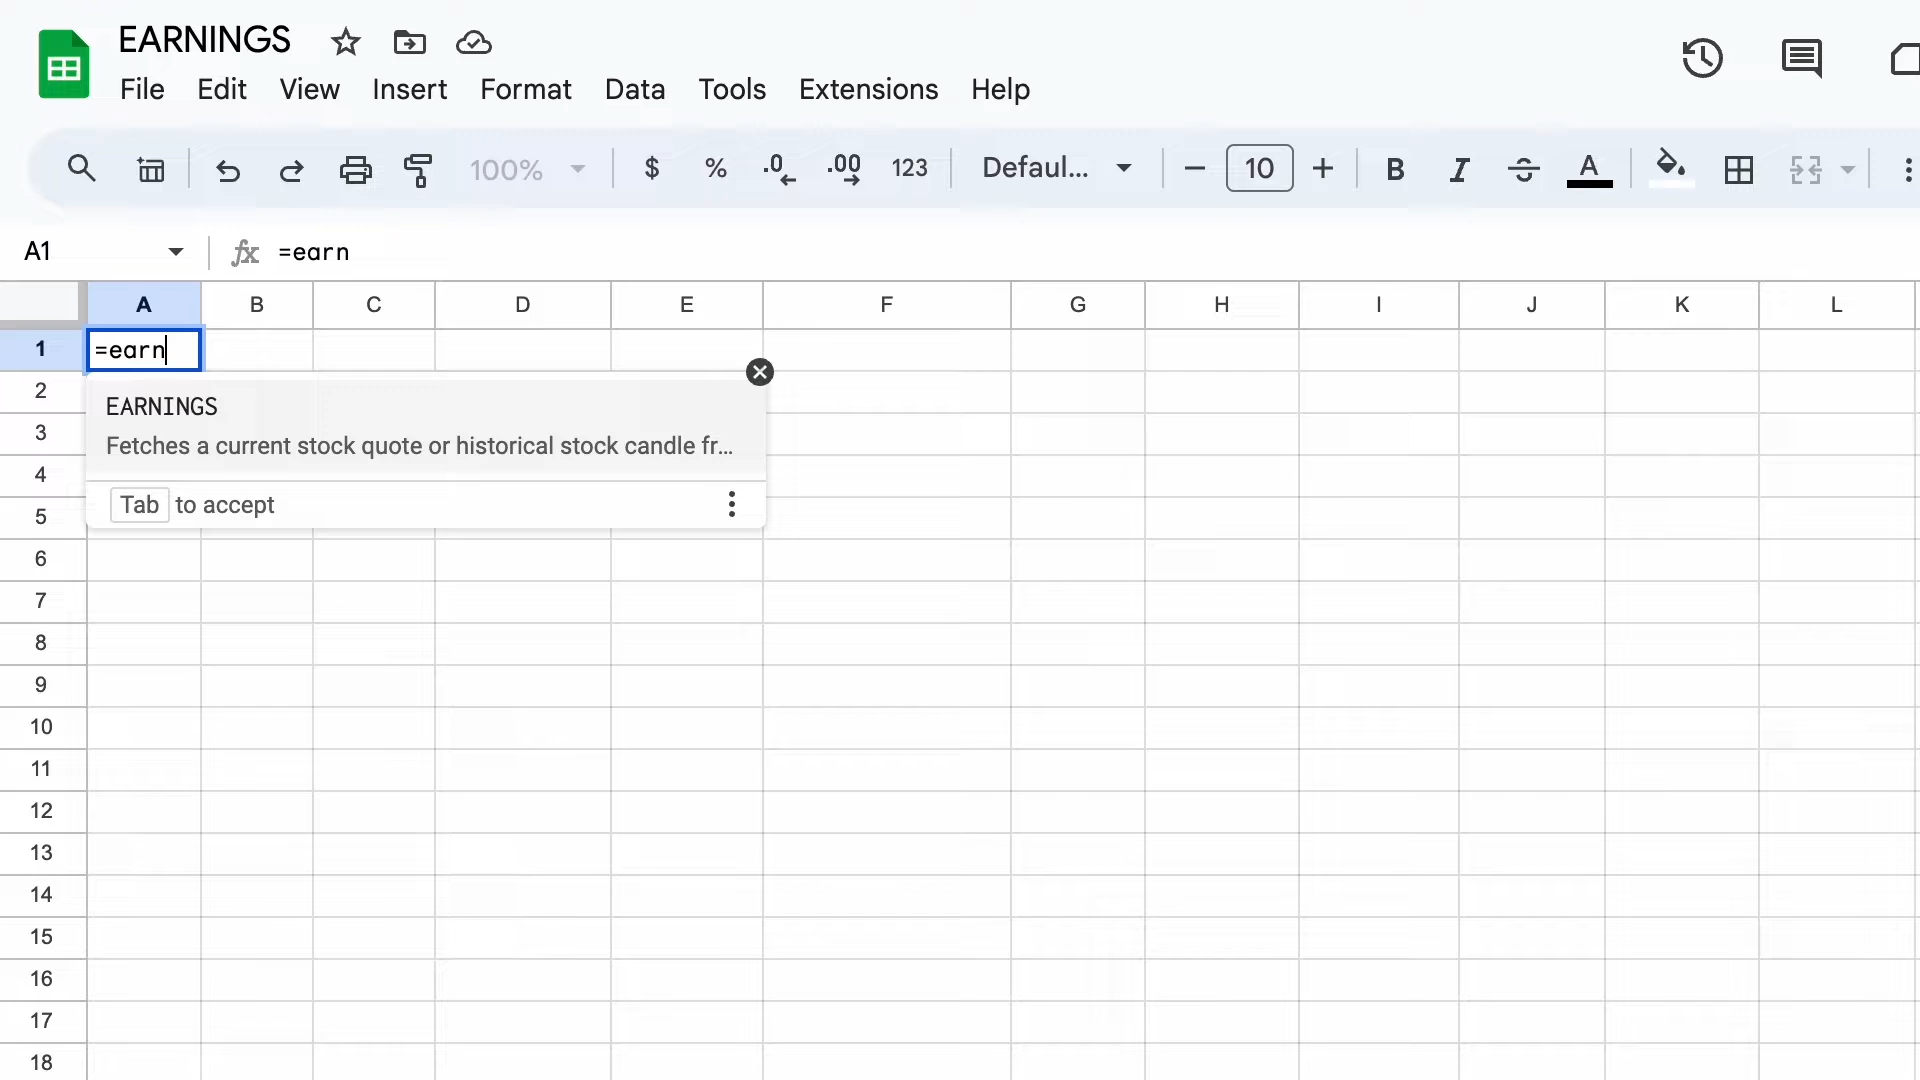 EARNINGS
File Edit View Insert Format Data Tools Extensions Help
100% $ % .0 .00 123 Defaul... 10 B I S A
A1 fx =earn
A B C D E F G H I J K L
1 =earn
2
EARNINGS
3
Fetches a current stock quote or historical stock candle fr...
4
5
Tab to accept
6
7
8
9
10
11
12
13
14
15
16
17
18